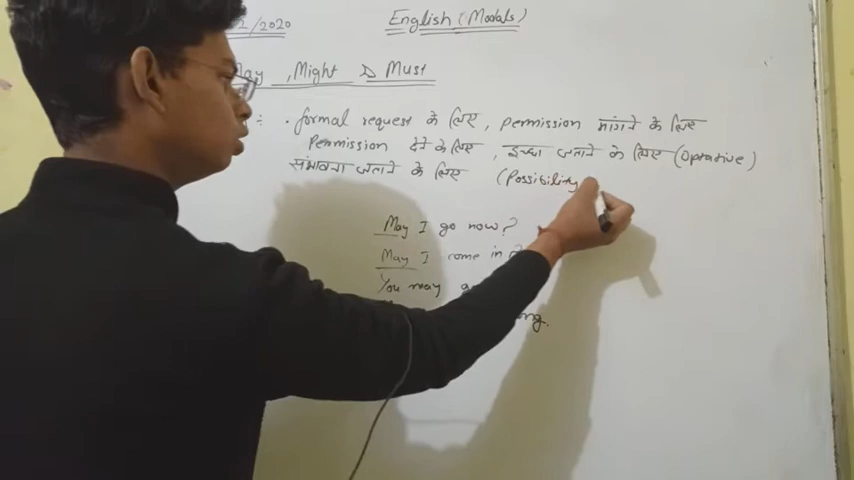 2/2020 English (Modals)
May, Might & Must
: . formal request के लिए, permission मांगने के लिए
Permission देने के लिए, इच्छा जताने के लिए (Optative)
संभावना जताने के लिए (Possibility
May I go now?
May I come in
You may
ong.